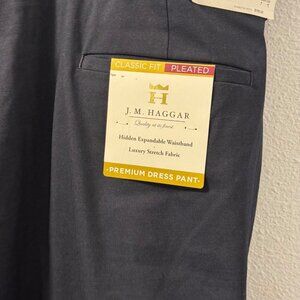 CLASSIC FIT PLEATED
H
J. M. HAGGAR
Quality at its finest
Hidden Expandable Waistband
Luxury Stretch Fabric
·PREMIUM DRESS PANT·